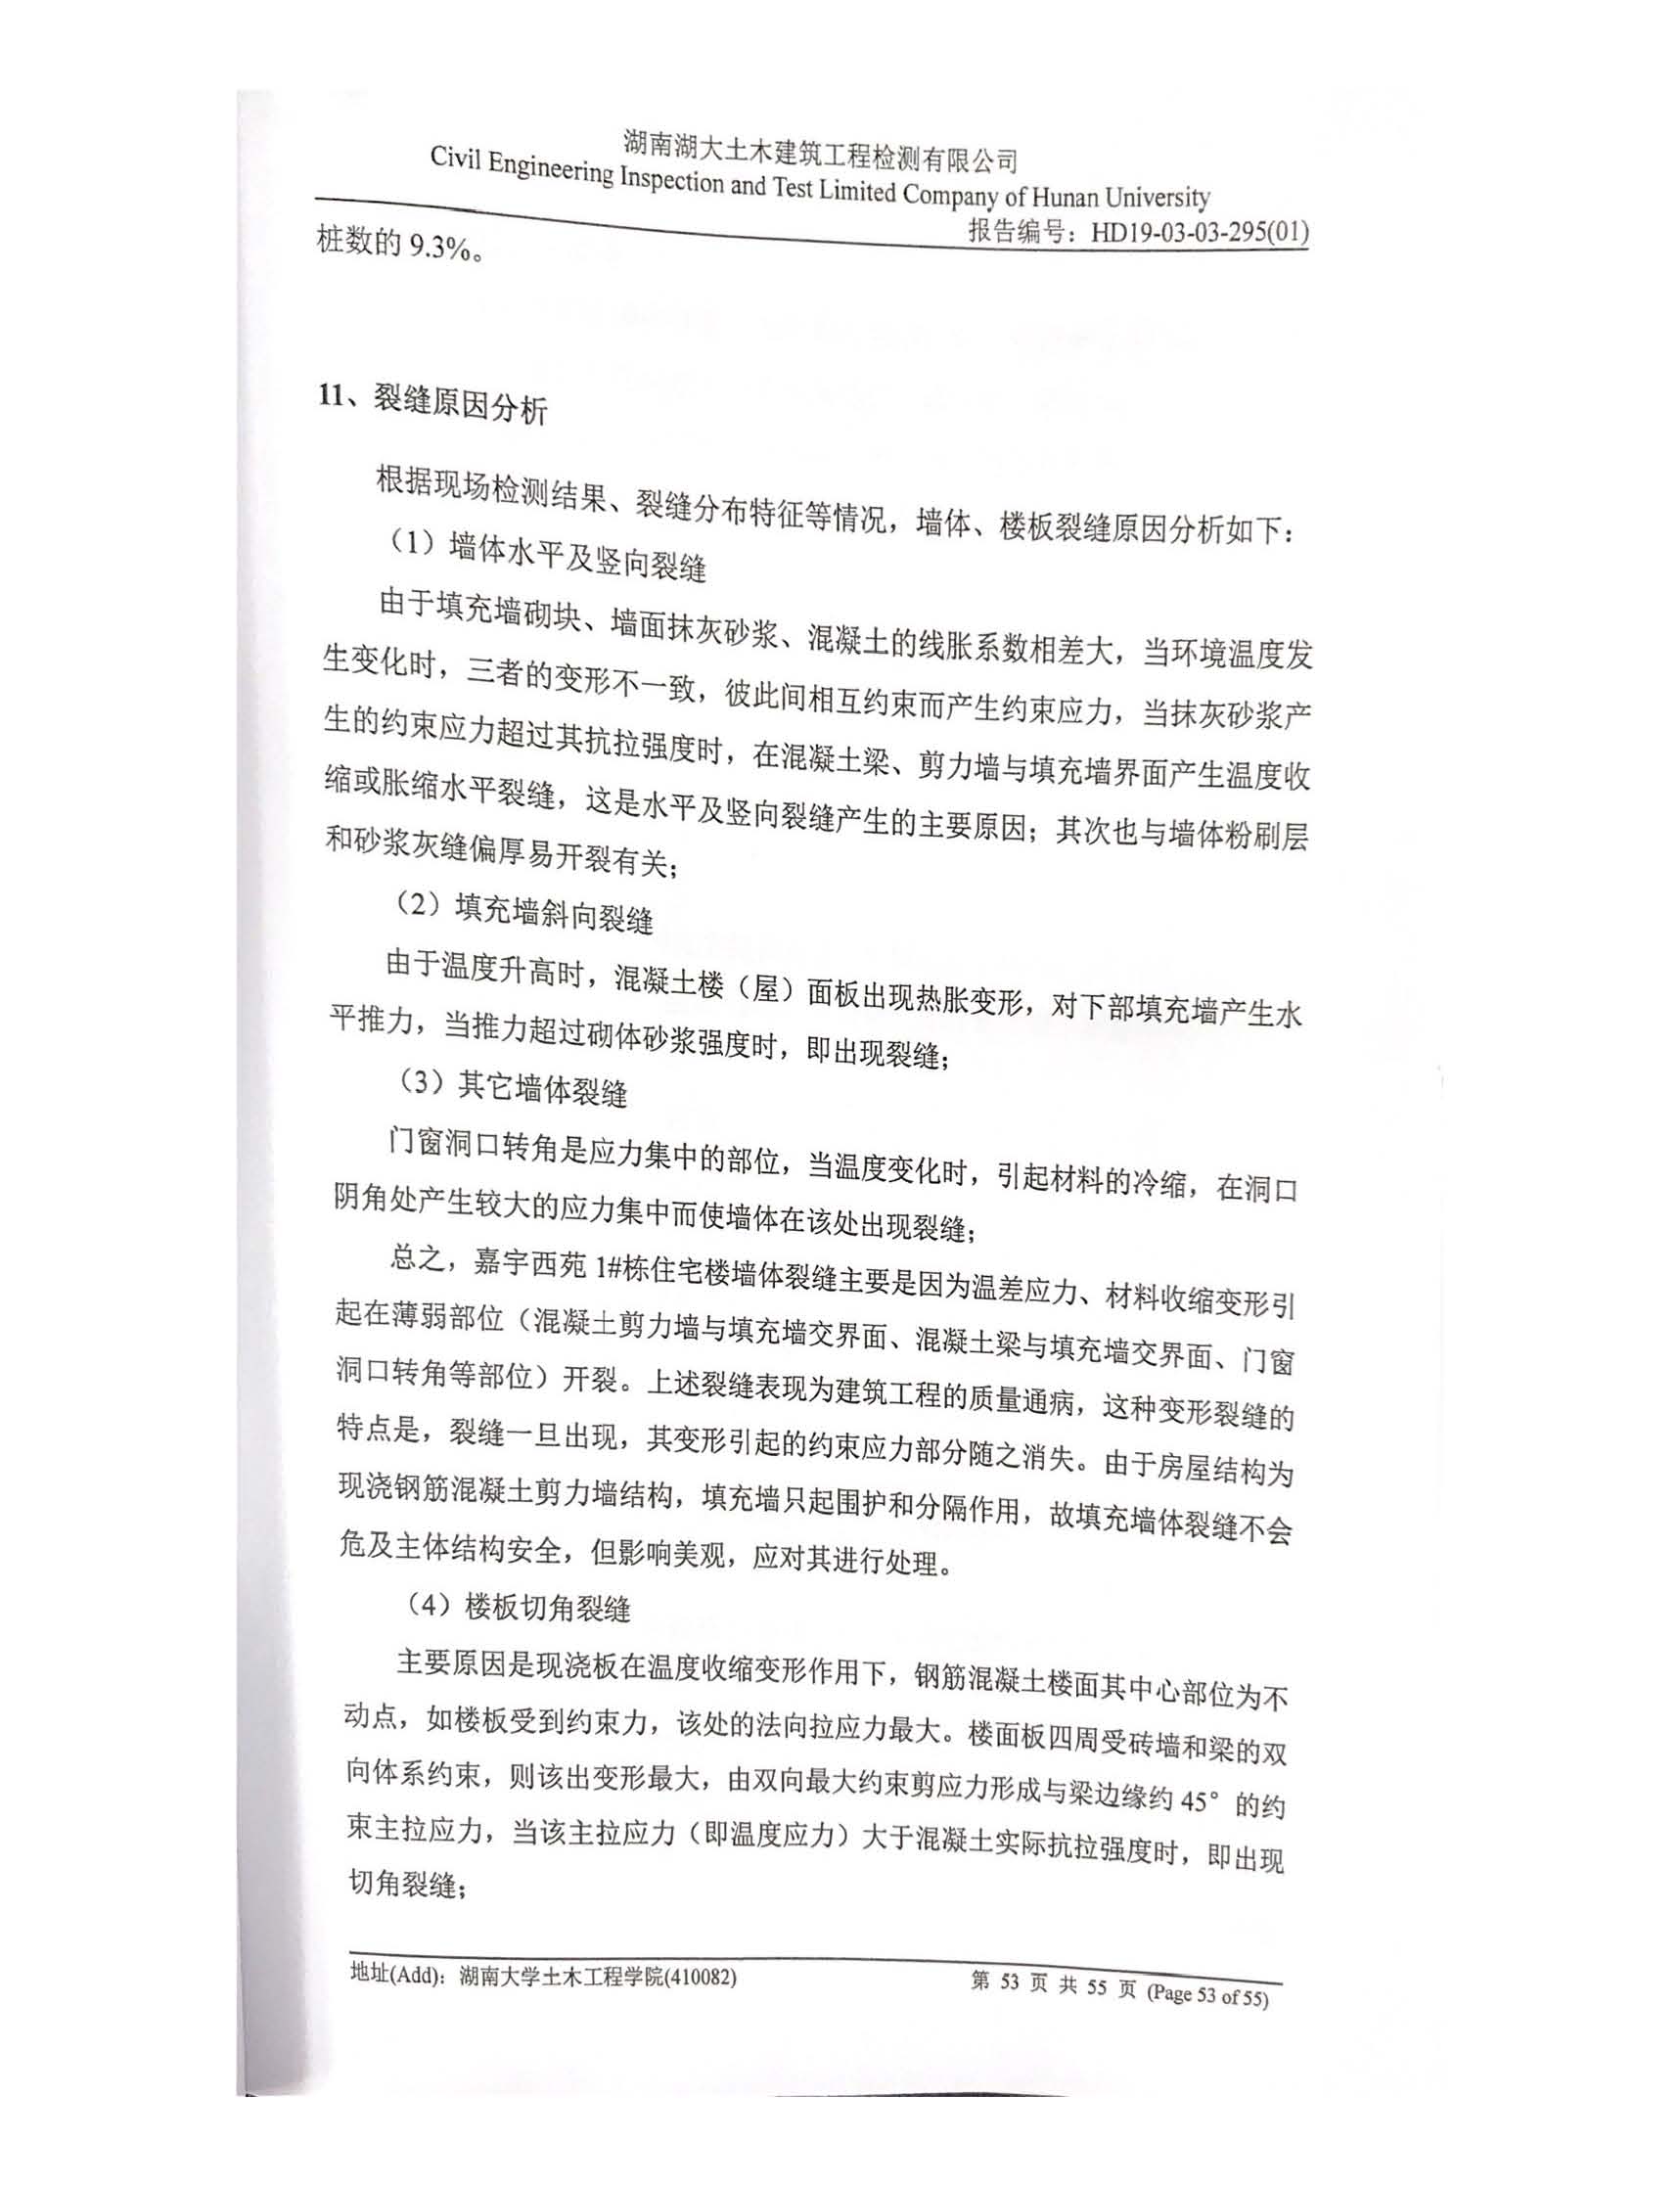 湖南湖大土木建筑工程检测有限公司
Civil Engineering Inspection and Test Limited Company of Hunan University
报告编号：HD19-03-03-295(01)
桩数的 9.3%。
11、裂缝原因分析
根据现场检测结果、裂缝分布特征等情况，墙体、楼板裂缝原因分析如下：
（1）墙体水平及竖向裂缝
由于填充墙砌块、墙面抹灰砂浆、混凝土的线胀系数相差大，当环境温度发
生变化时，三者的变形不一致，彼此间相互约束而产生约束应力，当抹灰砂浆产
生的约束应力超过其抗拉强度时，在混凝土梁、剪力墙与填充墙界面产生温度收
缩或胀缩水平裂缝，这是水平及竖向裂缝产生的主要原因；其次也与墙体粉刷层
和砂浆灰缝偏厚易开裂有关；
（2）填充墙斜向裂缝
由于温度升高时，混凝土楼（屋）面板出现热胀变形，对下部填充墙产生水
平推力，当推力超过砌体砂浆强度时，即出现裂缝；
（3）其它墙体裂缝
门窗洞口转角是应力集中的部位，当温度变化时，引起材料的冷缩，在洞口
阴角处产生较大的应力集中而使墙体在该处出现裂缝；
总之，嘉宇西苑 1#栋住宅楼墙体裂缝主要是因为温差应力、材料收缩变形引
起在薄弱部位（混凝土剪力墙与填充墙交界面、混凝土梁与填充墙交界面、门窗
洞口转角等部位）开裂。上述裂缝表现为建筑工程的质量通病，这种变形裂缝的
特点是，裂缝一旦出现，其变形引起的约束应力部分随之消失。由于房屋结构为
现浇钢筋混凝土剪力墙结构，填充墙只起围护和分隔作用，故填充墙体裂缝不会
危及主体结构安全，但影响美观，应对其进行处理。
（4）楼板切角裂缝
主要原因是现浇板在温度收缩变形作用下，钢筋混凝土楼面其中心部位为不
动点，如楼板受到约束力，该处的法向拉应力最大。楼面板四周受砖墙和梁的双
向体系约束，则该出变形最大，由双向最大约束剪应力形成与梁边缘约 45° 的约
束主拉应力，当该主拉应力（即温度应力）大于混凝土实际抗拉强度时，即出现
切角裂缝；
地址(Add)：湖南大学土木工程学院(410082)
第 53 页 共 55 页 (Page 53 of 55)